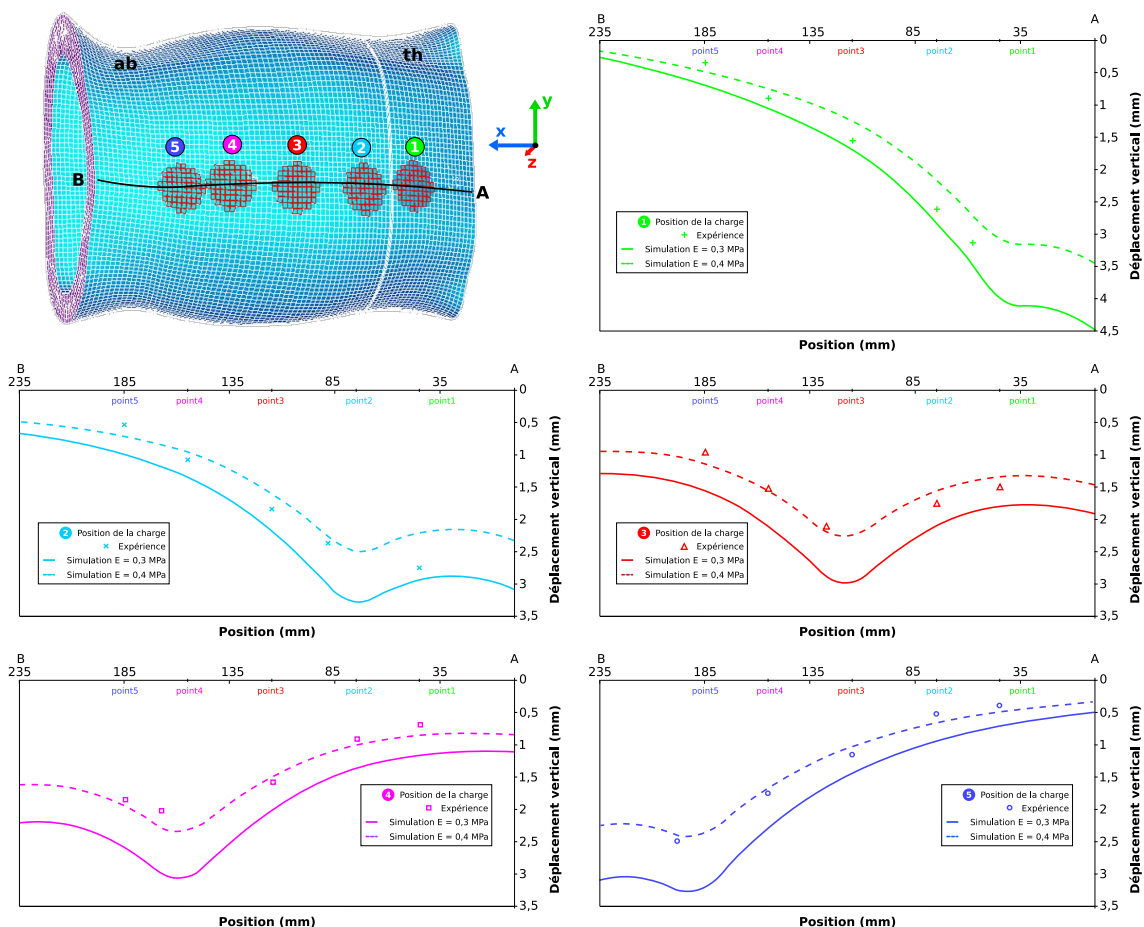 ab
th
5
4
3
2
1
B
A
y
x
z
B
A
235
185
135
85
35
0
point5
point4
point3
point2
point1
0,5
1
1,5
2
2,5
3
3,5
4
4,5
Déplacement vertical (mm)
1 Position de la charge
Expérience
Simulation E = 0,3 MPa
Simulation E = 0,4 MPa
Position (mm)
B
A
235
185
135
85
35
0
point5
point4
point3
point2
point1
0,5
1
1,5
2
2,5
3
3,5
Déplacement vertical (mm)
2 Position de la charge
Expérience
Simulation E = 0,3 MPa
Simulation E = 0,4 MPa
Position (mm)
B
A
235
185
135
85
35
0
point5
point4
point3
point2
point1
0,5
1
1,5
2
2,5
3
3,5
Déplacement vertical (mm)
3 Position de la charge
Expérience
Simulation E = 0,3 MPa
Simulation E = 0,4 MPa
Position (mm)
B
A
235
185
135
85
35
0
point5
point4
point3
point2
point1
0,5
1
1,5
2
2,5
3
3,5
Déplacement vertical (mm)
4 Position de la charge
Expérience
Simulation E = 0,3 MPa
Simulation E = 0,4 MPa
Position (mm)
B
A
235
185
135
85
35
0
point5
point4
point3
point2
point1
0,5
1
1,5
2
2,5
3
3,5
Déplacement vertical (mm)
5 Position de la charge
Expérience
Simulation E = 0,3 MPa
Simulation E = 0,4 MPa
Position (mm)